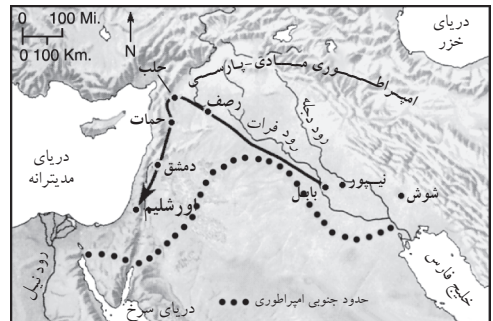 0 100 Mi.
0 100 Km.
N
دریای
خزر
امپراطوری مادی-پارسی
حلب
رصف
رود فرات
رود دجله
حمات
دریای
مدیترانه
دمشق
نیپور
شوش
بابل
اورشلیم
رود نیل
خلیج فارس
دریای سرخ
حدود جنوبی امپراطوری